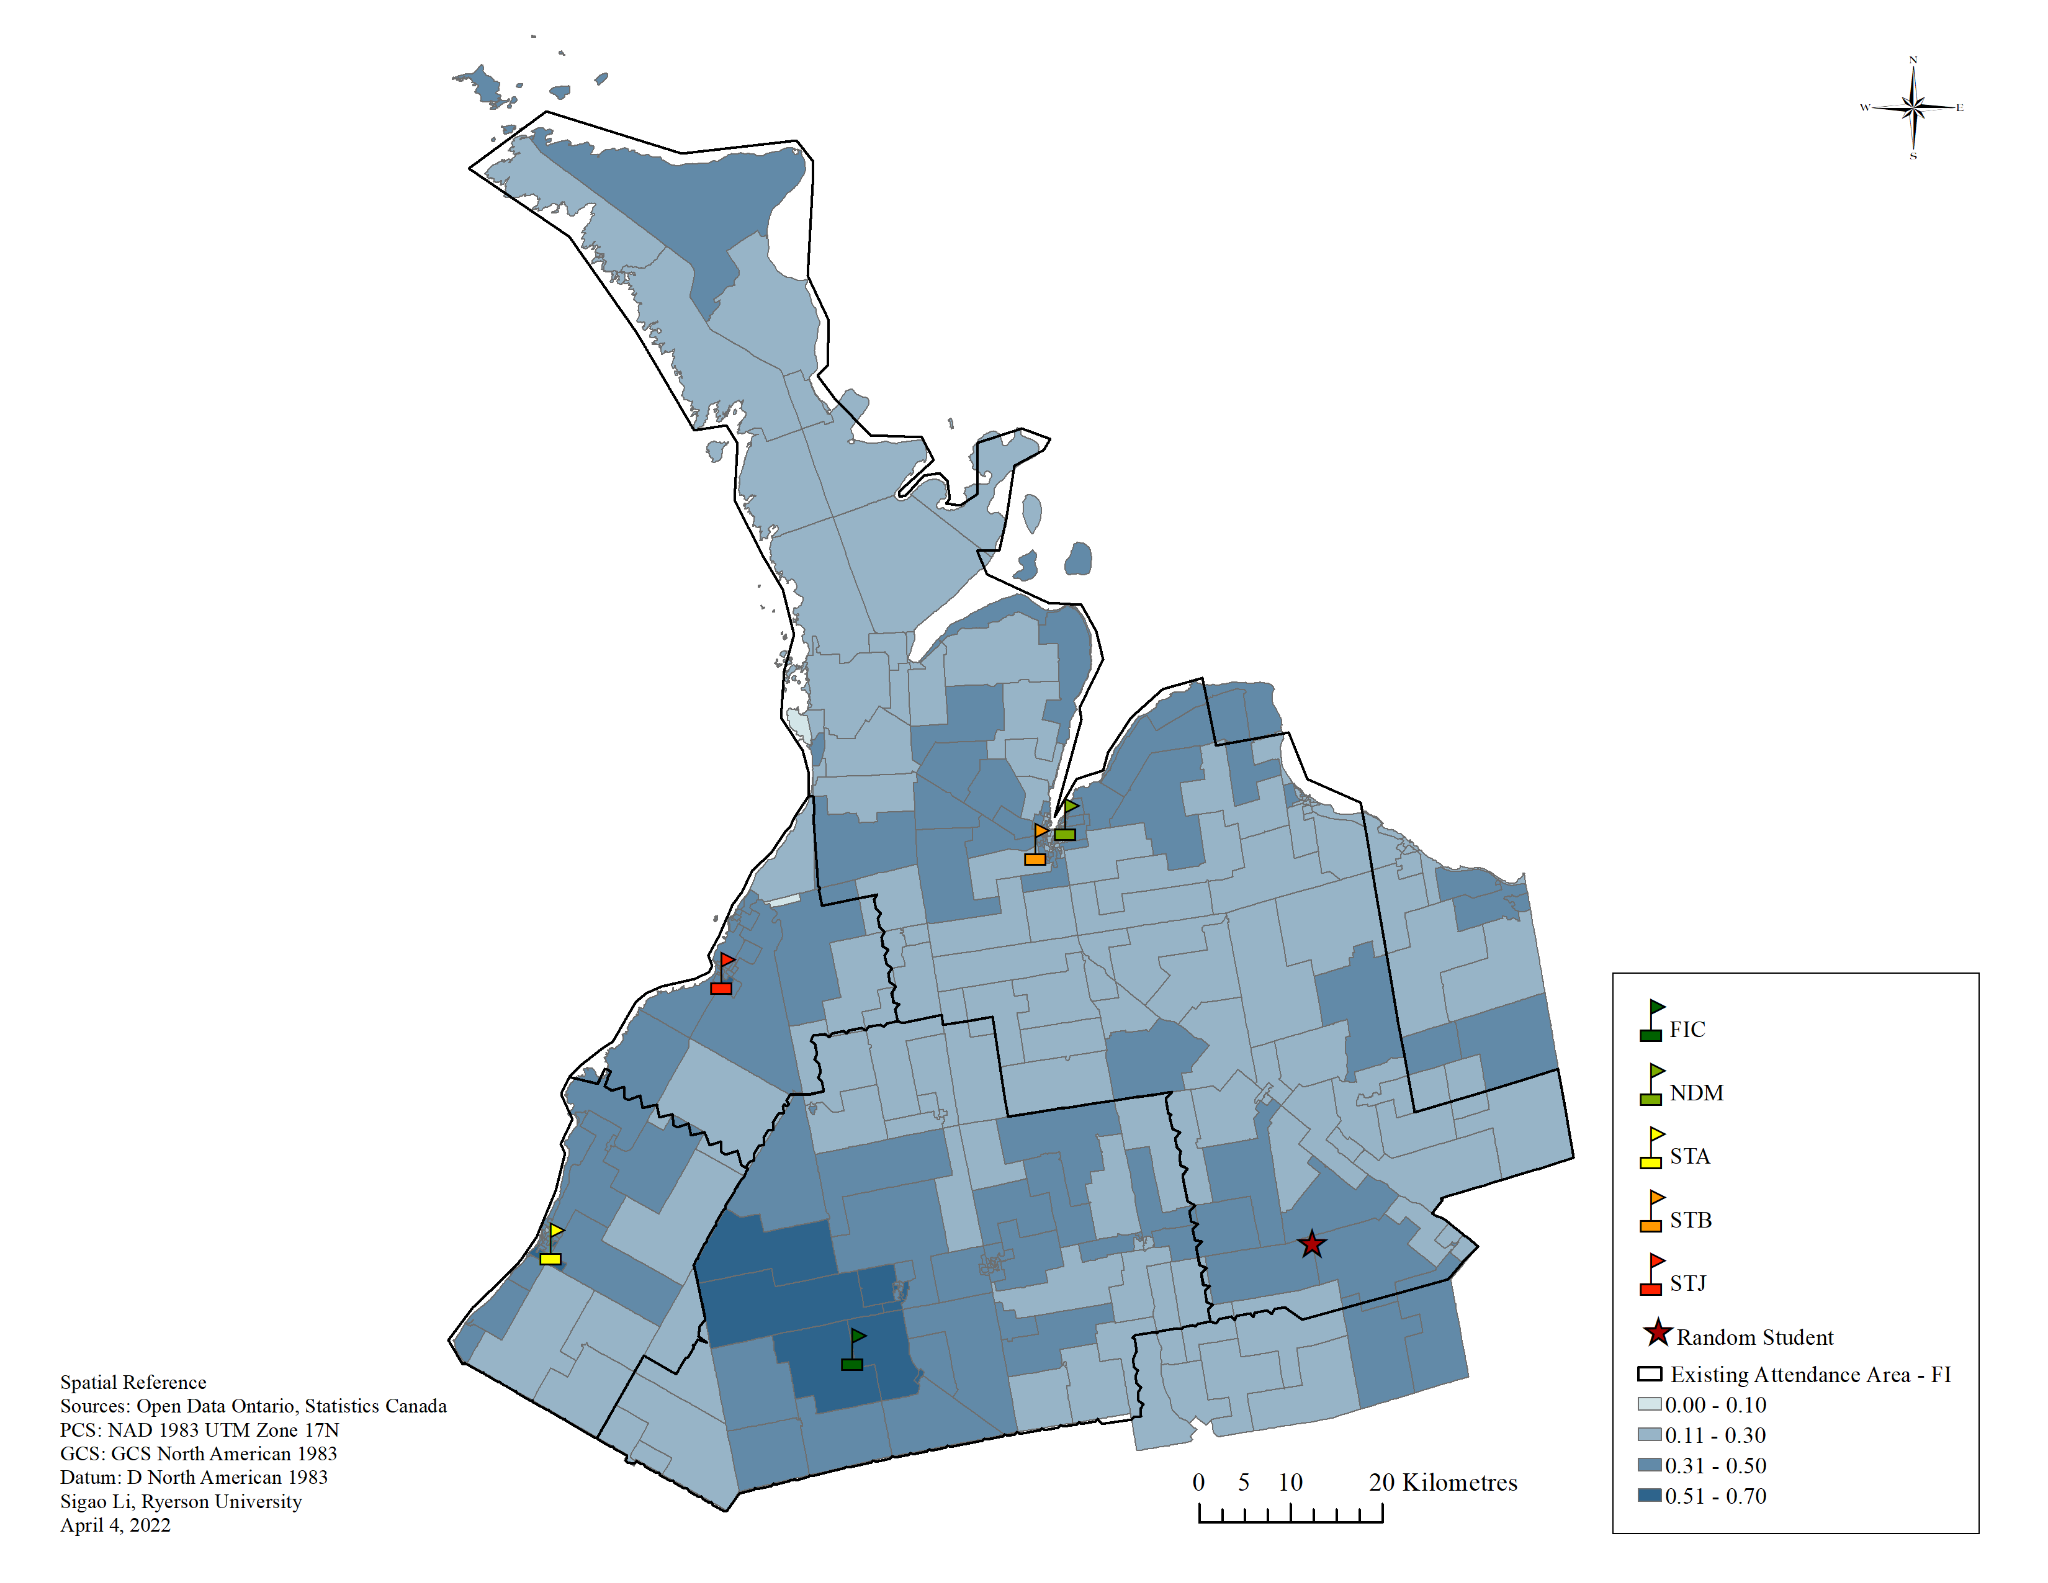 N
W E
S
FIC
NDM
STA
STB
STJ
Random Student
Existing Attendance Area - FI
0.00 - 0.10
0.11 - 0.30
0.31 - 0.50
0.51 - 0.70
Spatial Reference
Sources: Open Data Ontario, Statistics Canada
PCS: NAD 1983 UTM Zone 17N
GCS: GCS North American 1983
Datum: D North American 1983
Sigao Li, Ryerson University
April 4, 2022
0 5 10 20 Kilometres